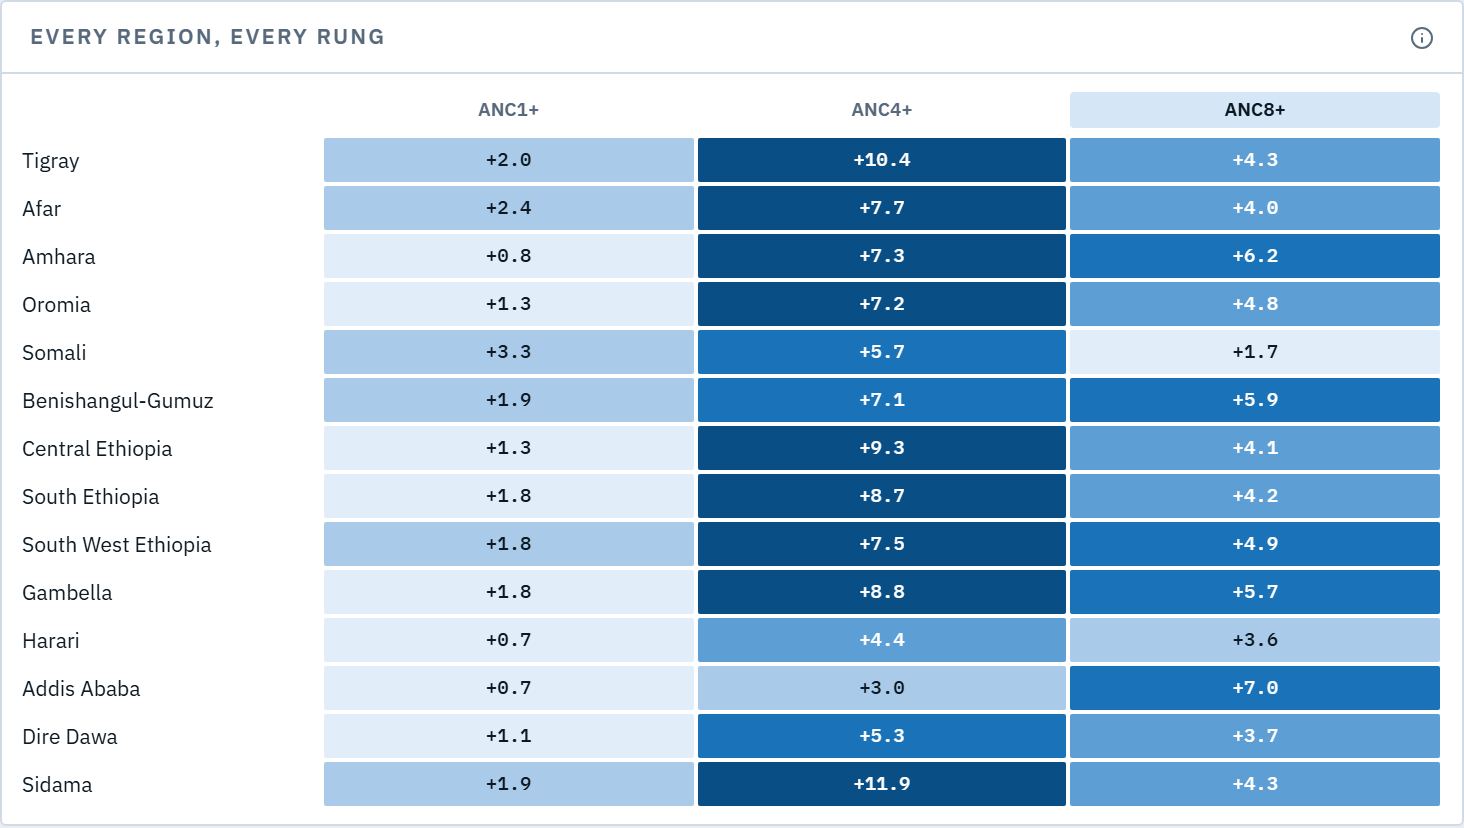 EVERY REGION, EVERY RUNG
ANC1+ ANC4+ ANC8+
Tigray +2.0 +10.4 +4.3
Afar +2.4 +7.7 +4.0
Amhara +0.8 +7.3 +6.2
Oromia +1.3 +7.2 +4.8
Somali +3.3 +5.7 +1.7
Benishangul-Gumuz +1.9 +7.1 +5.9
Central Ethiopia +1.3 +9.3 +4.1
South Ethiopia +1.8 +8.7 +4.2
South West Ethiopia +1.8 +7.5 +4.9
Gambella +1.8 +8.8 +5.7
Harari +0.7 +4.4 +3.6
Addis Ababa +0.7 +3.0 +7.0
Dire Dawa +1.1 +5.3 +3.7
Sidama +1.9 +11.9 +4.3